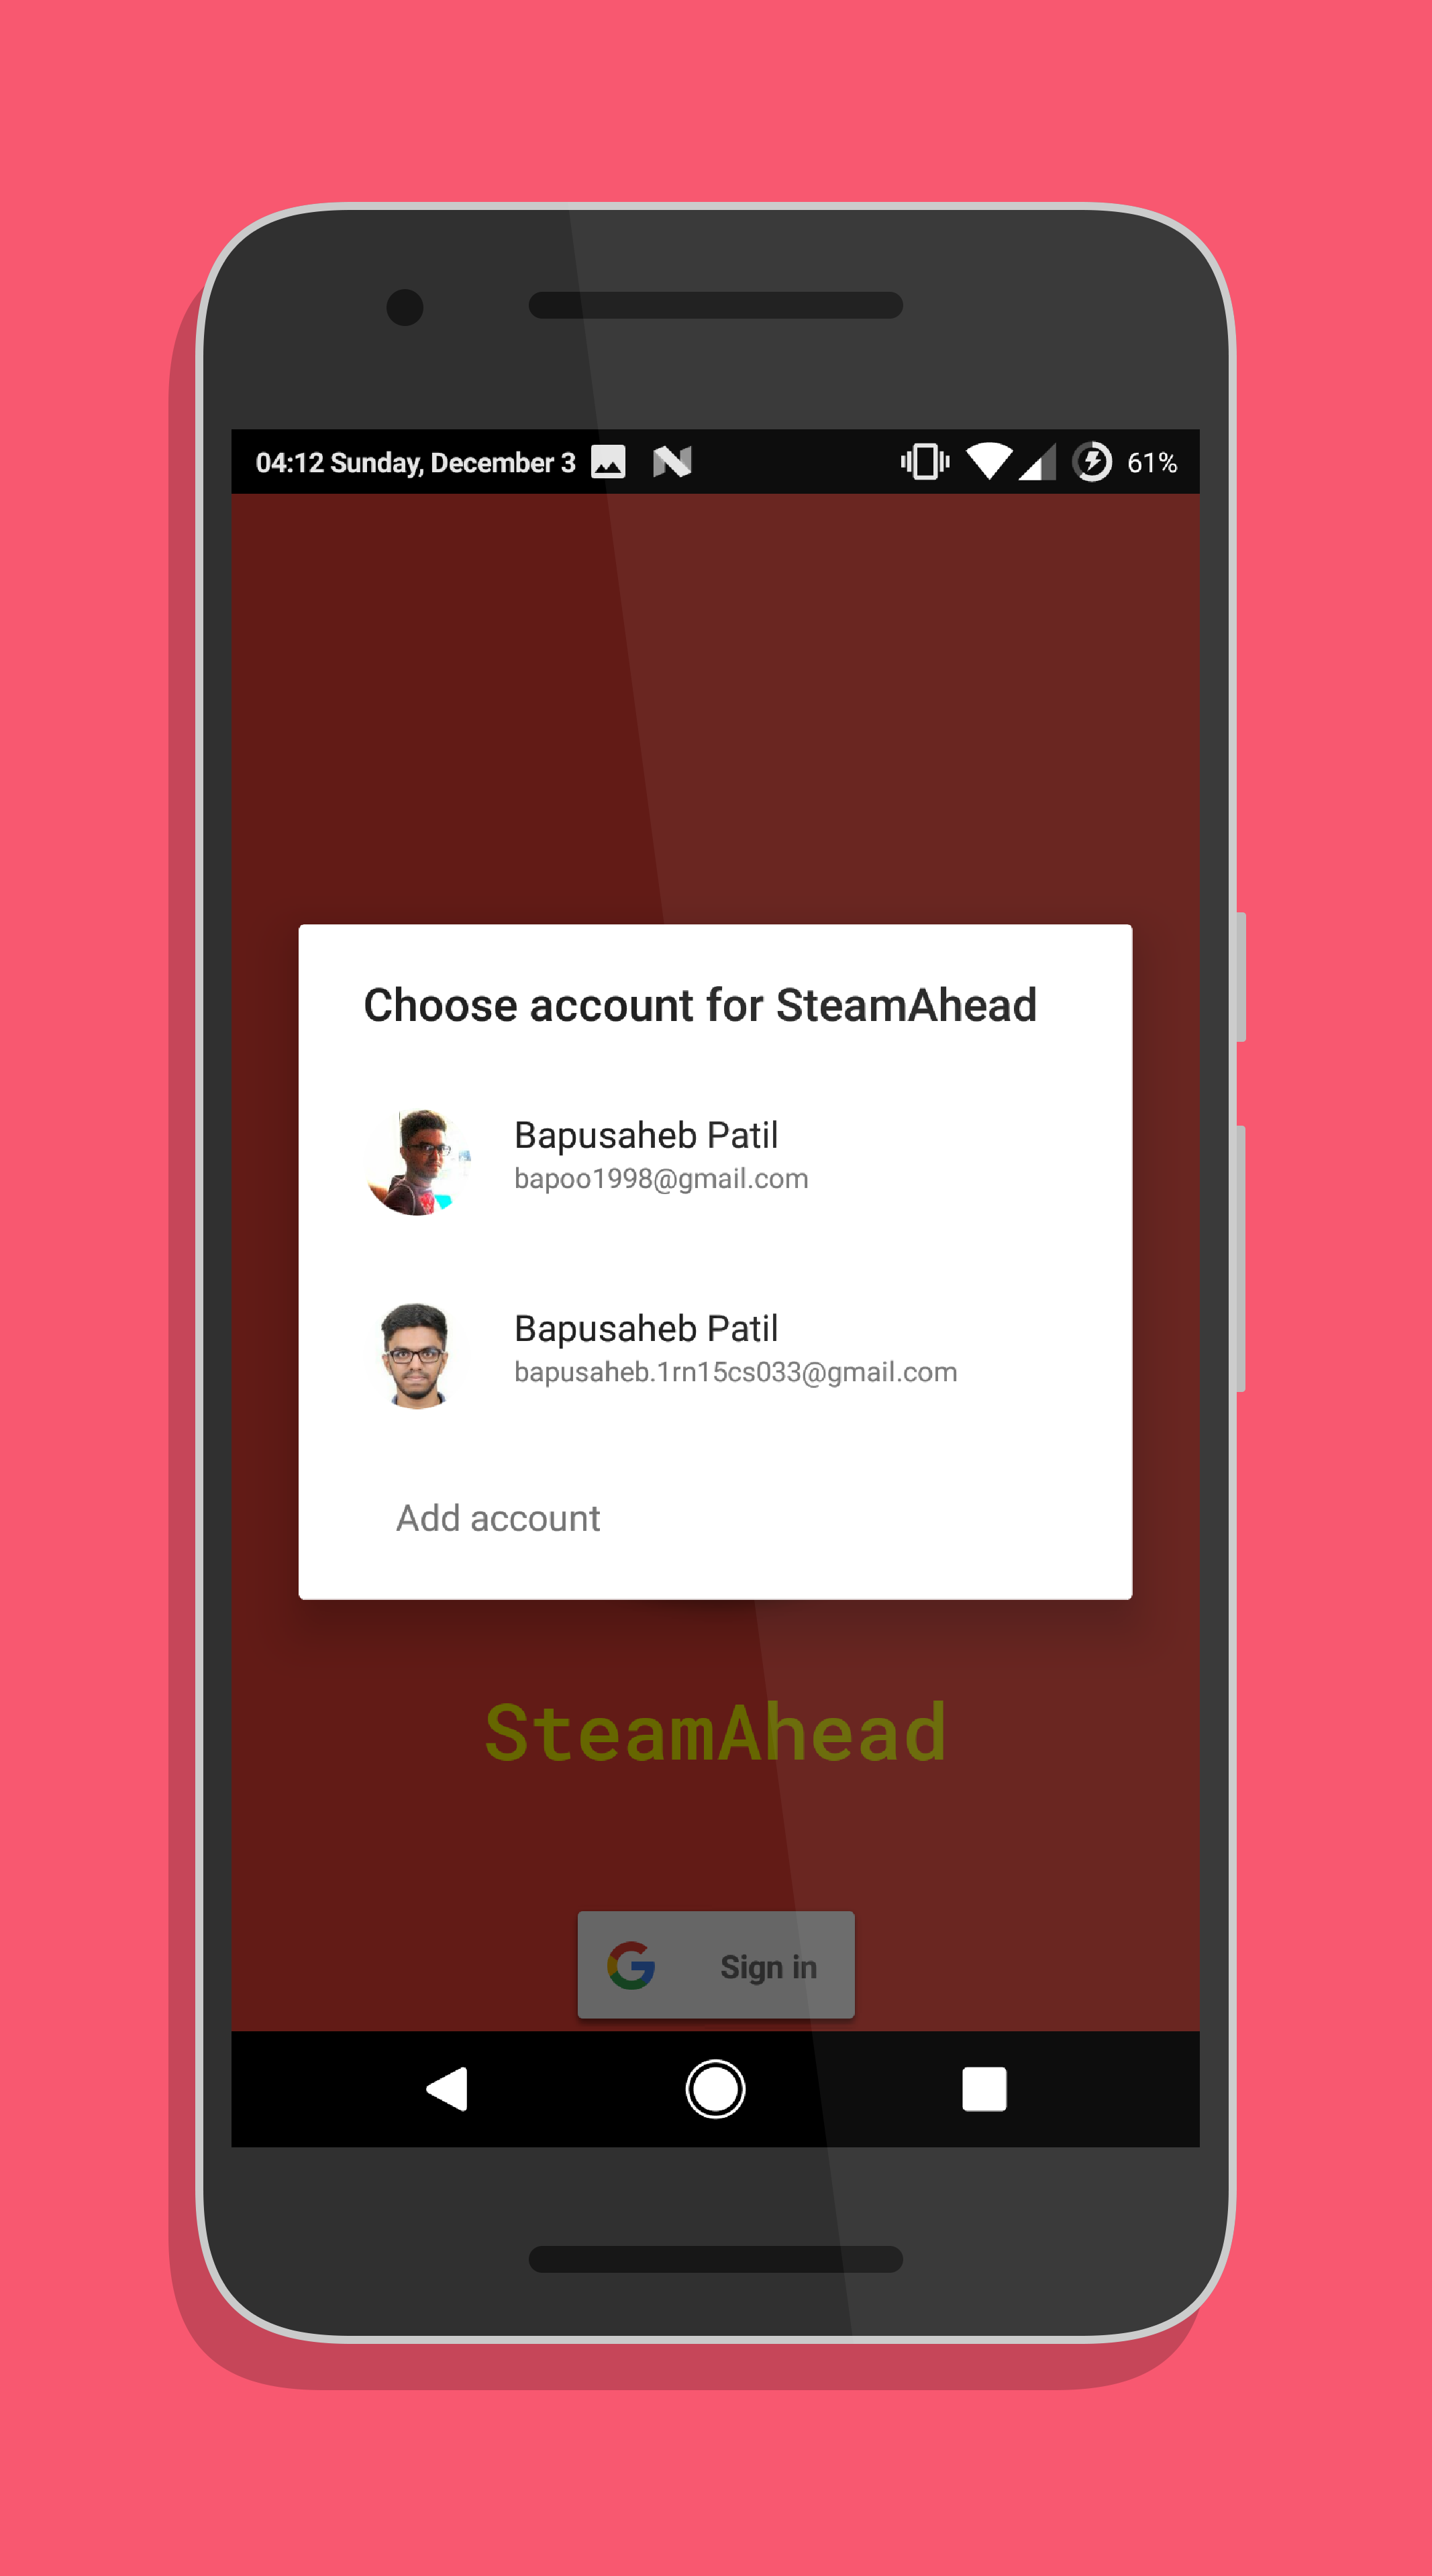 04:12 Sunday, December 3 61%
Choose account for SteamAhead
Bapusaheb Patil
bapoo1998@gmail.com
Bapusaheb Patil
bapusaheb.1rn15cs033@gmail.com
Add account
SteamAhead
Sign in